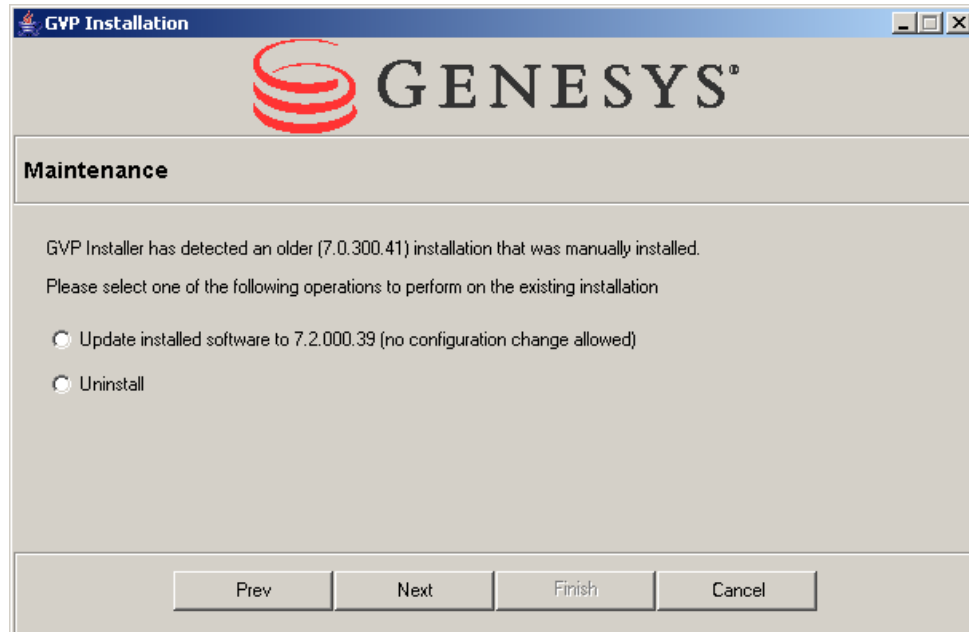 GVP Installation
GENESYS®
Maintenance
GVP Installer has detected an older (7.0.300.41) installation that was manually installed.
Please select one of the following operations to perform on the existing installation
Update installed software to 7.2.000.39 (no configuration change allowed)
Uninstall
Prev Next Finish Cancel